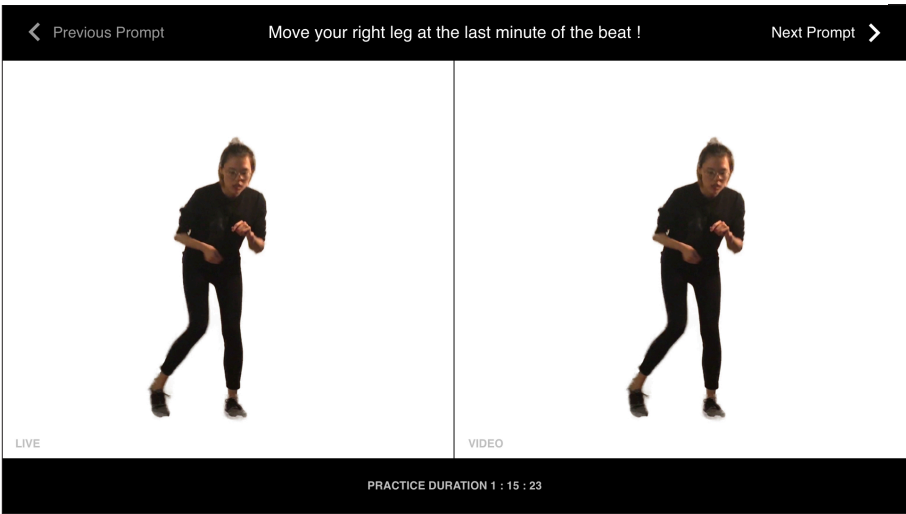 Previous Prompt
Move your right leg at the last minute of the beat !
Next Prompt
LIVE
VIDEO
PRACTICE DURATION 1 : 15 : 23